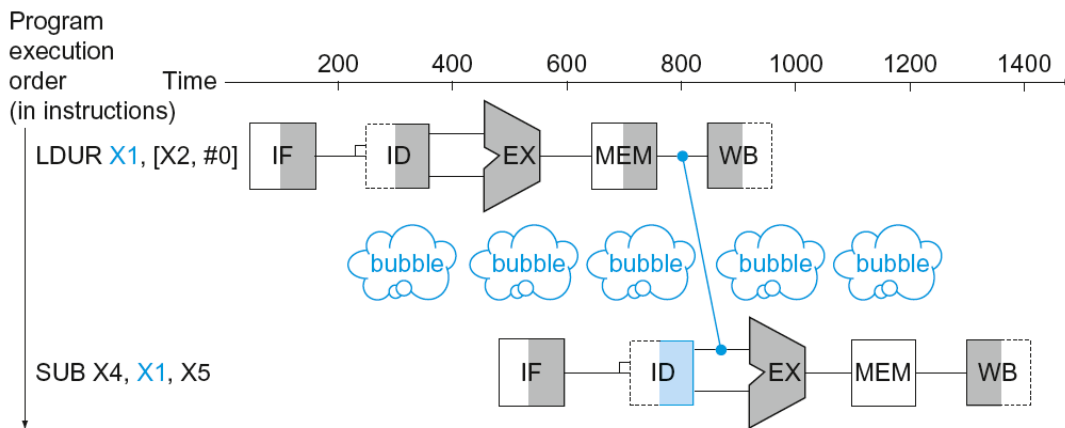 Program
execution
order
(in instructions)
Time
200 400 600 800 1000 1200 1400
LDUR X1, [X2, #0]
IF ID EX MEM WB
bubble bubble bubble bubble bubble
SUB X4, X1, X5
IF ID EX MEM WB